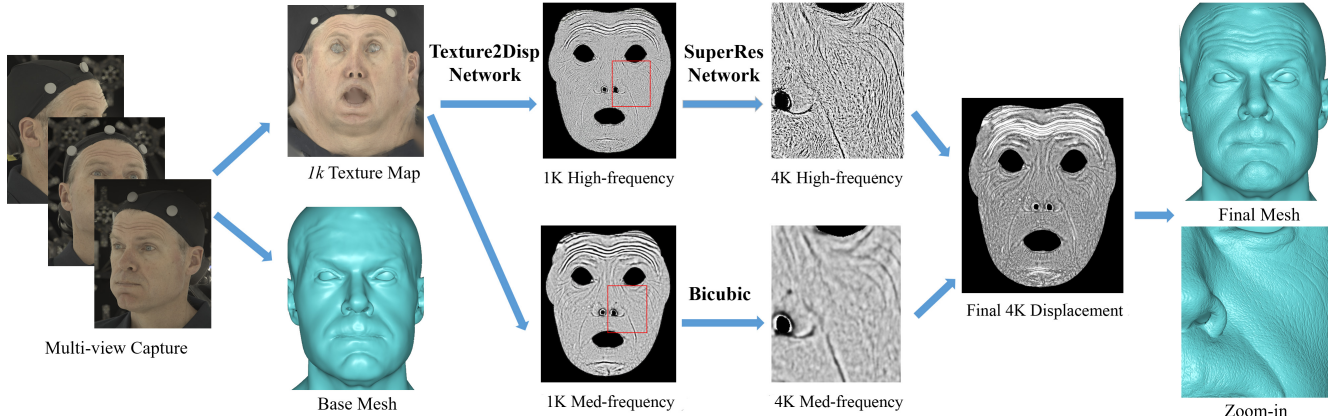 Multi-view Capture
1k Texture Map
Base Mesh
Texture2Disp
Network
1K High-frequency
SuperRes
Network
4K High-frequency
1K Med-frequency
Bicubic
4K Med-frequency
Final 4K Displacement
Final Mesh
Zoom-in